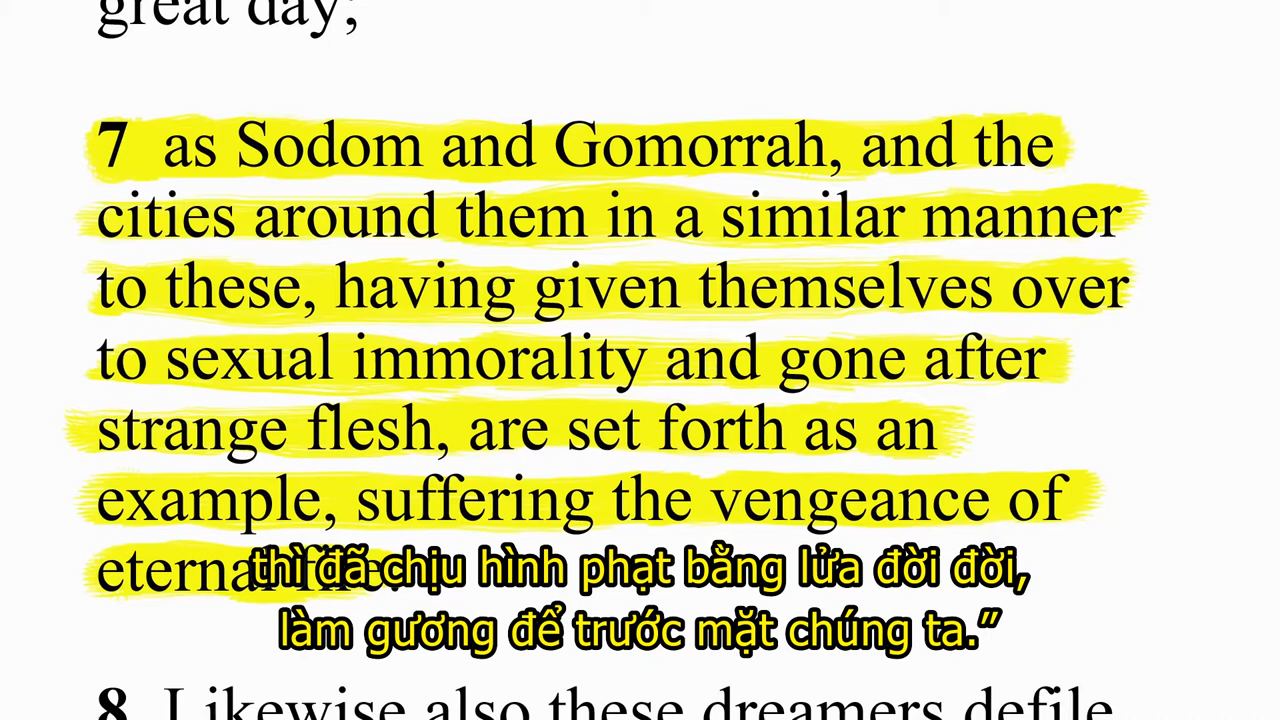 great day;
7 as Sodom and Gomorrah, and the
cities around them in a similar manner
to these, having given themselves over
to sexual immorality and gone after
strange flesh, are set forth as an
example, suffering the vengeance of
eternal fire.
thì đã chịu hình phạt bằng lửa đời đời,
làm gương để trước mặt chúng ta.”
8 Likewise also these dreamers defile